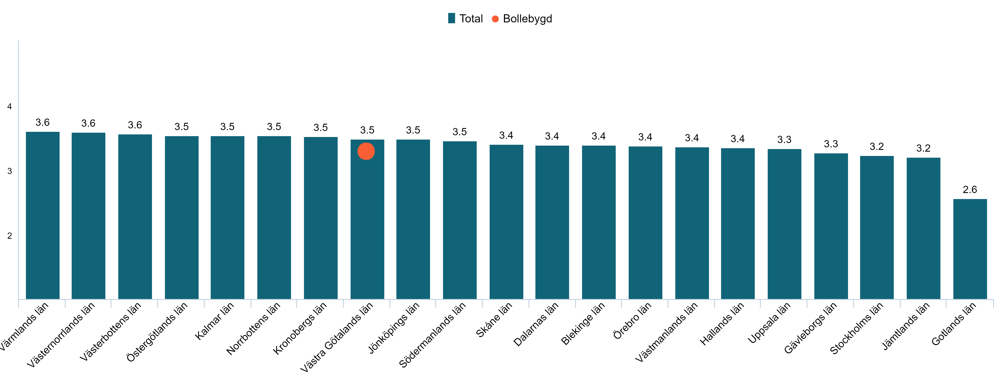 Total Bollebygd
4
3
2
3.6 3.6 3.6 3.5 3.5 3.5 3.5 3.5 3.5 3.5 3.4 3.4 3.4 3.4 3.4 3.4 3.3 3.3 3.2 3.2 2.6
Värmlands län
Västernorrlands län
Västerbottens län
Östergötlands län
Kalmar län
Norrbottens län
Kronobergs län
Västra Götalands län
Jönköpings län
Södermanlands län
Skåne län
Dalarnas län
Blekinge län
Örebro län
Västmanlands län
Hallands län
Uppsala län
Gävleborgs län
Stockholms län
Jämtlands län
Gotlands län